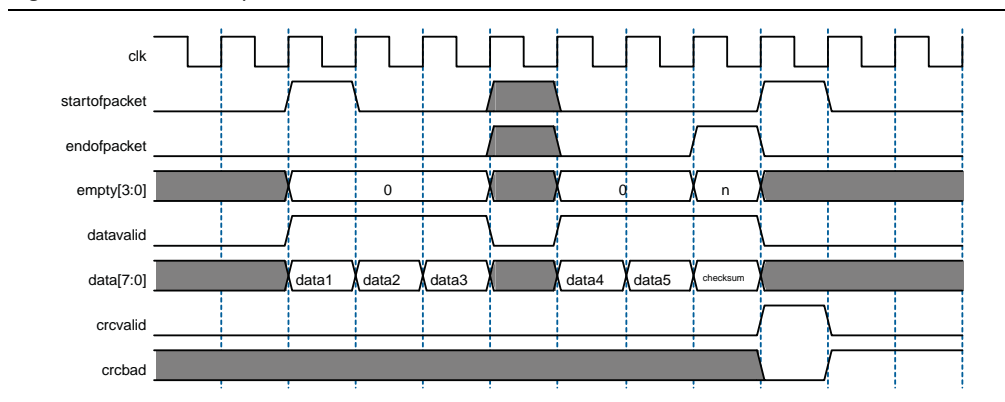 clk
startofpacket
endofpacket
empty[3:0] 0 0 n
datavalid
data[7:0] data1 data2 data3 data4 data5 checksum
crcvalid
crcbad